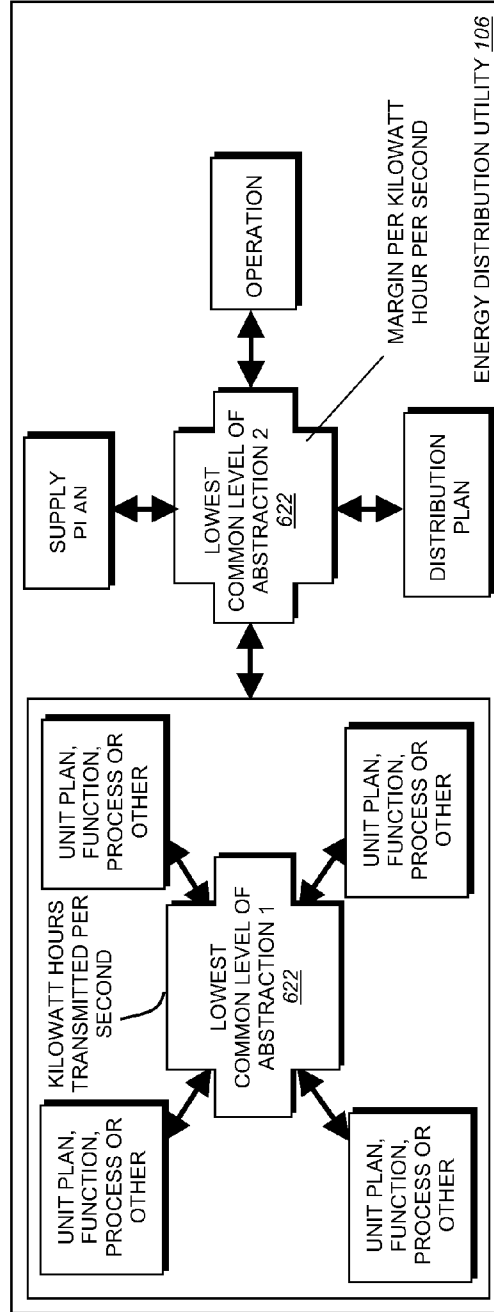 UNIT PLAN,
FUNCTION,
PROCESS OR
OTHER
KILOWATT HOURS
TRANSMITTED PER
SECOND
UNIT PLAN,
FUNCTION,
PROCESS OR
OTHER
LOWEST
COMMON LEVEL OF
ABSTRACTION 1
622
UNIT PLAN,
FUNCTION,
PROCESS OR
OTHER
UNIT PLAN,
FUNCTION,
PROCESS OR
OTHER
SUPPLY
PLAN
LOWEST
COMMON LEVEL OF
ABSTRACTION 2
622
OPERATION
MARGIN PER KILOWATT
HOUR PER SECOND
DISTRIBUTION
PLAN
ENERGY DISTRIBUTION UTILITY 106